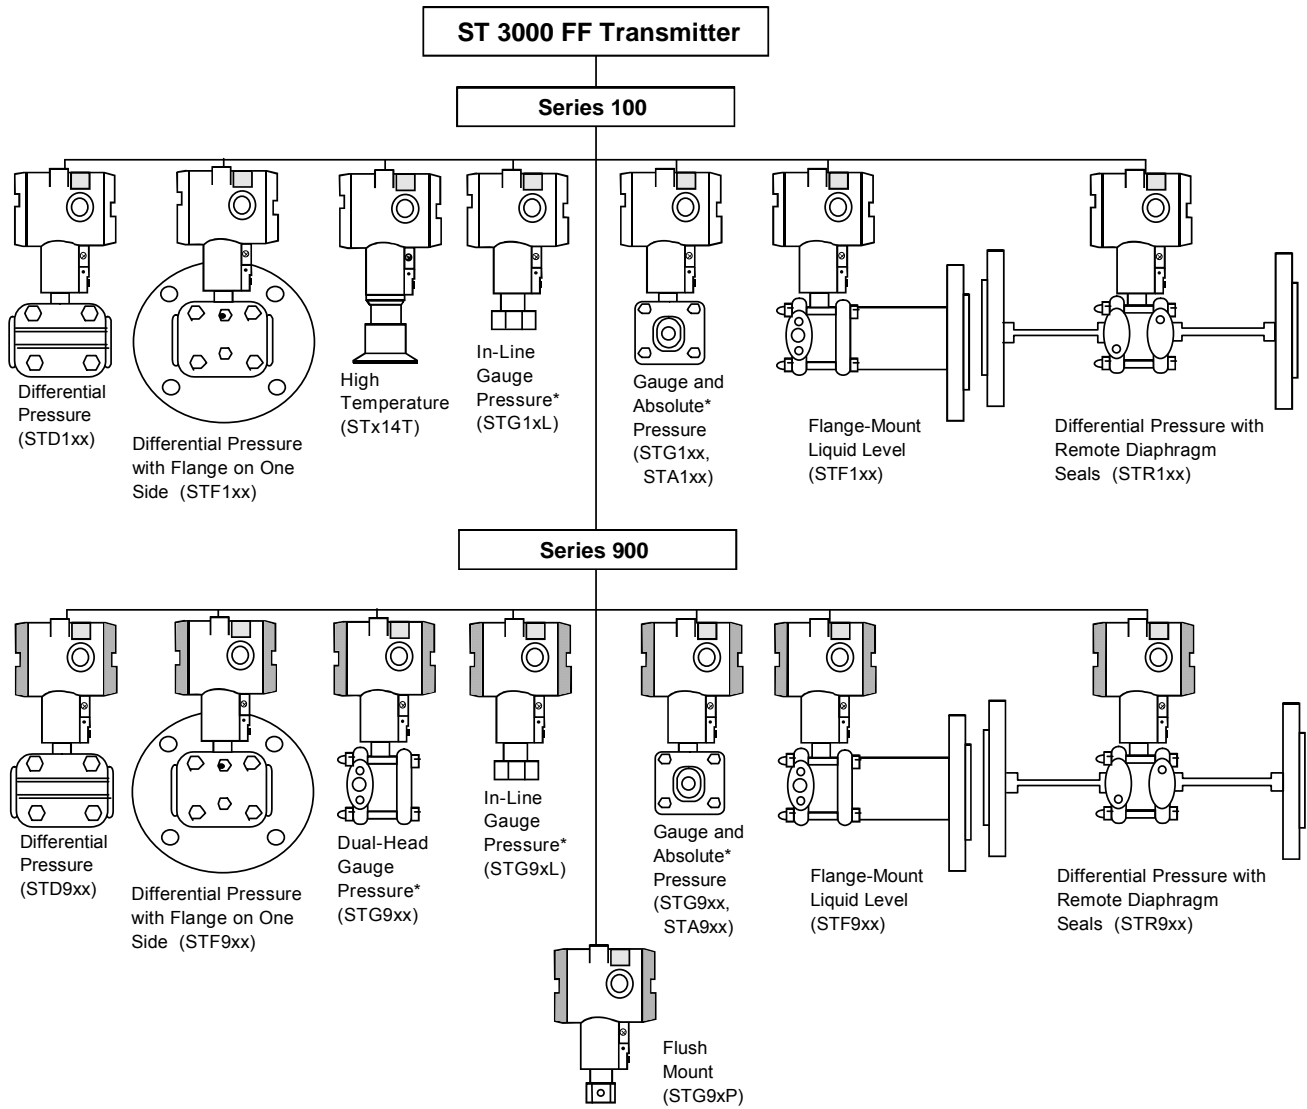 ST 3000 FF Transmitter
Series 100
Differential
Pressure
(STD1xx)
Differential Pressure
with Flange on One
Side (STF1xx)
High
Temperature
(STx14T)
In-Line
Gauge
Pressure*
(STG1xL)
Gauge and
Absolute*
Pressure
(STG1xx,
STA1xx)
Flange-Mount
Liquid Level
(STF1xx)
Differential Pressure with
Remote Diaphragm
Seals (STR1xx)
Series 900
Differential
Pressure
(STD9xx)
Differential Pressure
with Flange on One
Side (STF9xx)
Dual-Head
Gauge
Pressure*
(STG9xx)
In-Line
Gauge
Pressure*
(STG9xL)
Gauge and
Absolute*
Pressure
(STG9xx,
STA9xx)
Flange-Mount
Liquid Level
(STF9xx)
Differential Pressure with
Remote Diaphragm
Seals (STR9xx)
Flush
Mount
(STG9xP)